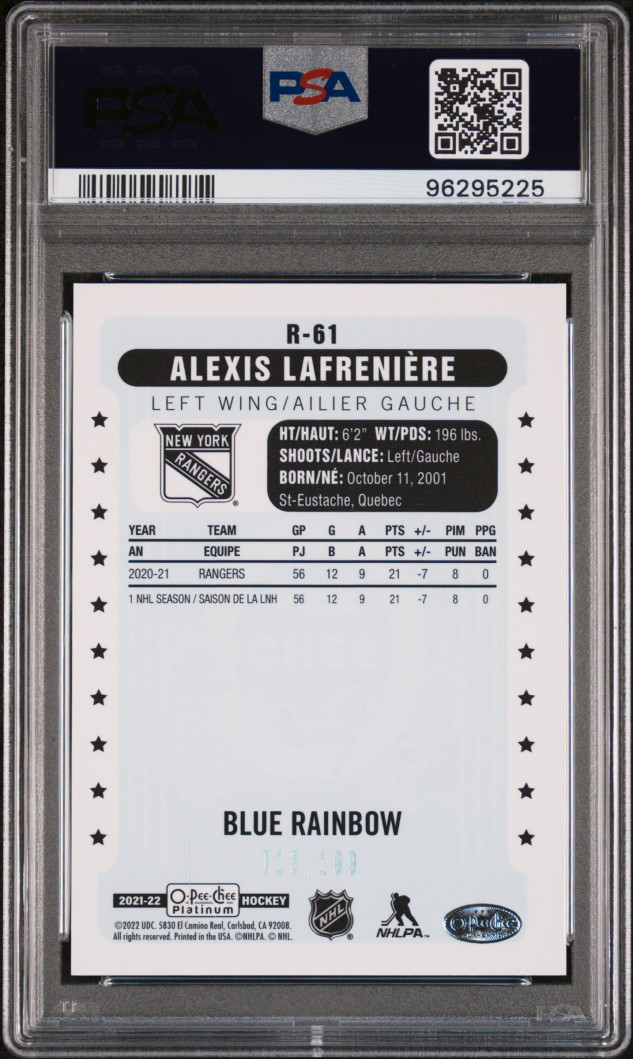 PSA
PSA
96295225
R-61
ALEXIS LAFRENIÈRE
LEFT WING/AILIER GAUCHE
NEW YORK
RANGERS
HT/HAUT: 6'2" WT/PDS: 196 lbs.
SHOOTS/LANCE: Left/Gauche
BORN/NÉ: October 11, 2001
St-Eustache, Quebec
YEAR TEAM GP G A PTS +/- PIM PPG
AN EQUIPE PJ B A PTS +/- PUN BAN
2020-21 RANGERS 56 12 9 21 -7 8 0
1 NHL SEASON / SAISON DE LA LNH 56 12 9 21 -7 8 0
BLUE RAINBOW
2021-22 O-Pee-Chee Platinum HOCKEY
©2022 UDC. 5830 El Camino Real, Carlsbad, CA 92008.
All rights reserved. Printed in the USA. ©NHLPA. © NHL.
NHL
NHLPA
O-Pee-Chee
PSA